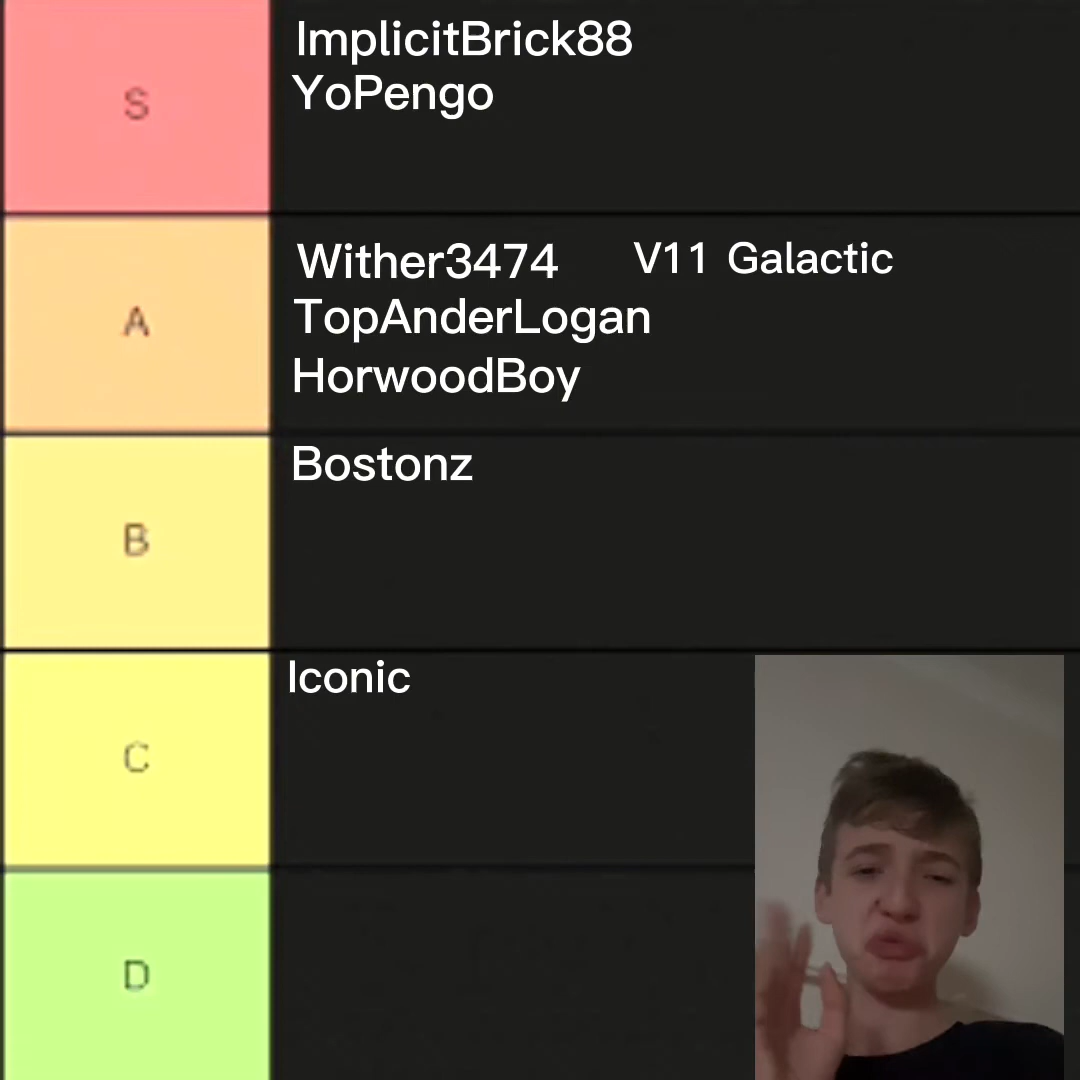 S
ImplicitBrick88
YoPengo
A
Wither3474 V11 Galactic
TopAnderLogan
HorwoodBoy
B
Bostonz
C
Iconic
D